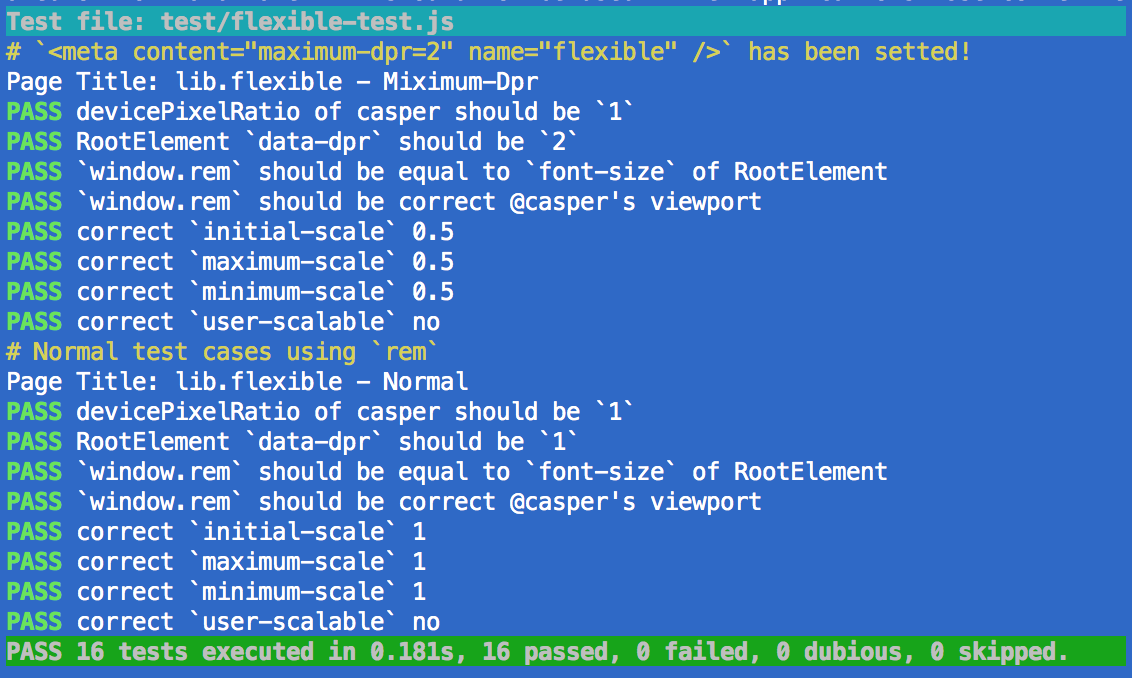 Test file: test/flexible-test.js
# `<meta content="maximum-dpr=2" name="flexible" />` has been setted!
Page Title: lib.flexible - Miximum-Dpr
PASS devicePixelRatio of casper should be `1`
PASS RootElement `data-dpr` should be `2`
PASS `window.rem` should be equal to `font-size` of RootElement
PASS `window.rem` should be correct @casper's viewport
PASS correct `initial-scale` 0.5
PASS correct `maximum-scale` 0.5
PASS correct `minimum-scale` 0.5
PASS correct `user-scalable` no
# Normal test cases using `rem`
Page Title: lib.flexible - Normal
PASS devicePixelRatio of casper should be `1`
PASS RootElement `data-dpr` should be `1`
PASS `window.rem` should be equal to `font-size` of RootElement
PASS `window.rem` should be correct @casper's viewport
PASS correct `initial-scale` 1
PASS correct `maximum-scale` 1
PASS correct `minimum-scale` 1
PASS correct `user-scalable` no
PASS 16 tests executed in 0.181s, 16 passed, 0 failed, 0 dubious, 0 skipped.